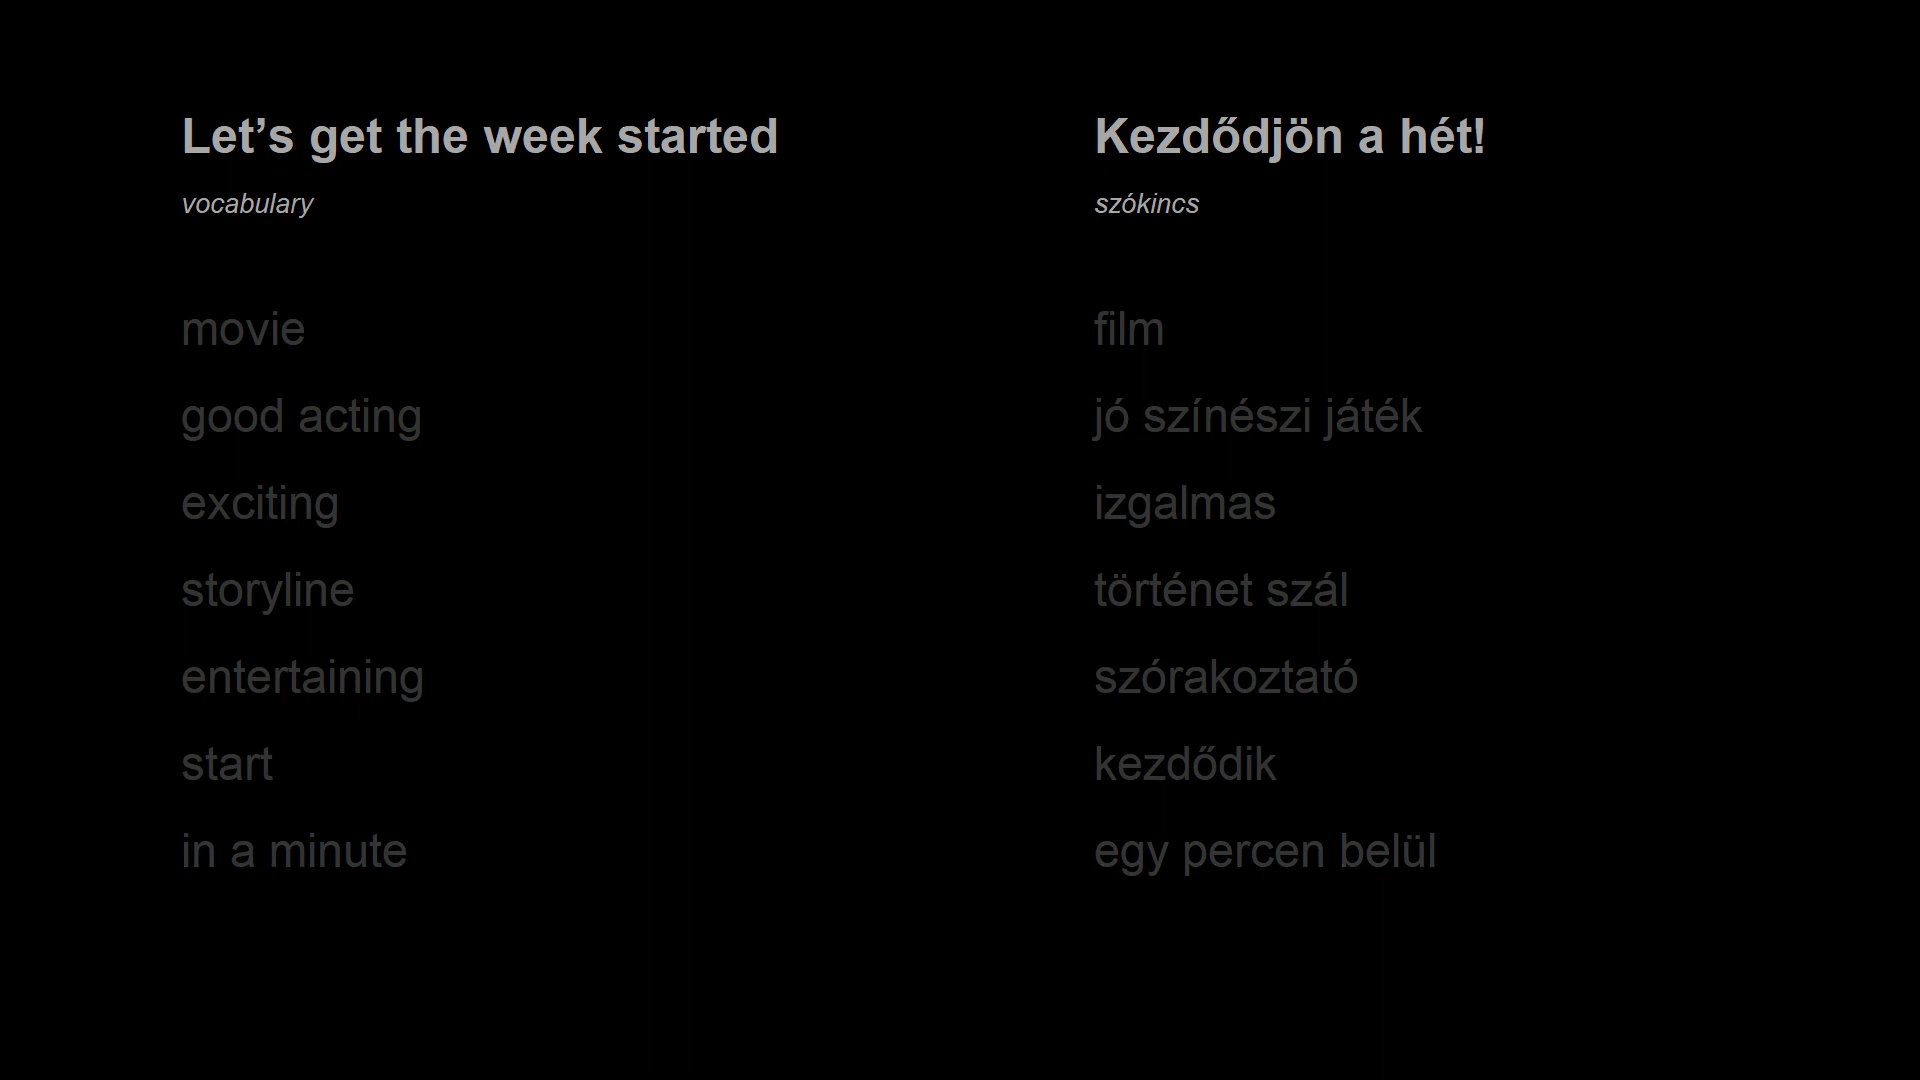 Let’s get the week started
vocabulary
movie
good acting
exciting
storyline
entertaining
start
in a minute
Kezdődjön a hét!
szókincs
film
jó színészi játék
izgalmas
történet szál
szórakoztató
kezdődik
egy percen belül